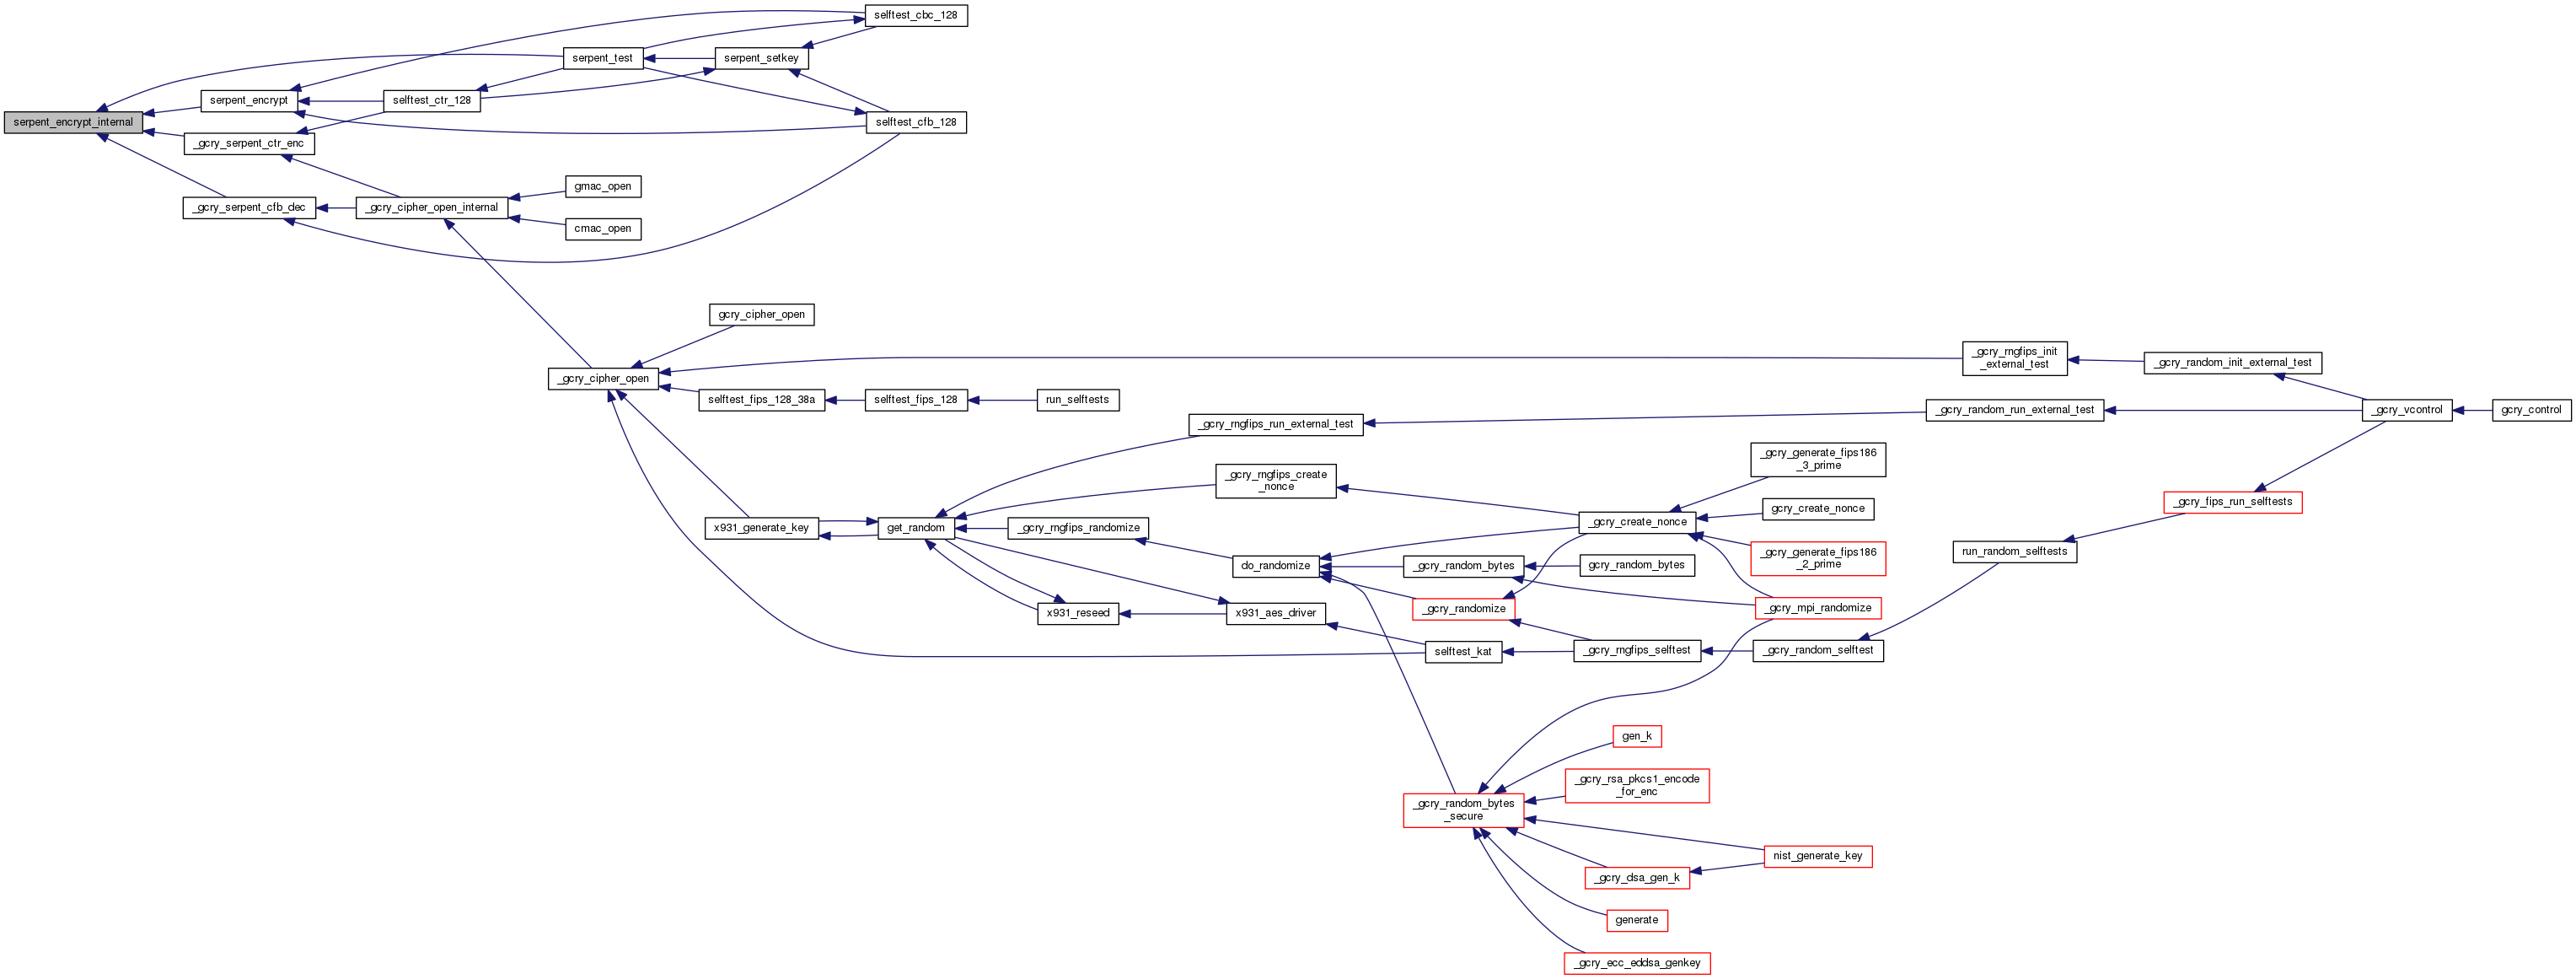 selftest_cbc_128
serpent_test
serpent_setkey
serpent_encrypt
selftest_ctr_128
serpent_encrypt_internal
selftest_cfb_128
_gcry_serpent_ctr_enc
gmac_open
_gcry_serpent_cfb_dec
_gcry_cipher_open_internal
cmac_open
gcry_cipher_open
_gcry_rngfips_init
_external_test
_gcry_random_init_external_test
_gcry_cipher_open
selftest_fips_128_38a
selftest_fips_128
run_selftests
_gcry_rngfips_run_external_test
_gcry_random_run_external_test
_gcry_vcontrol
gcry_control
_gcry_generate_fips186
_3_prime
_gcry_rngfips_create
_nonce
_gcry_fips_run_selftests
gcry_create_nonce
x931_generate_key
get_random
_gcry_rngfips_randomize
_gcry_create_nonce
run_random_selftests
_gcry_generate_fips186
_2_prime
do_randomize
_gcry_random_bytes
gcry_random_bytes
_gcry_randomize
_gcry_mpi_randomize
x931_reseed
x931_aes_driver
selftest_kat
_gcry_rngfips_selftest
_gcry_random_selftest
gen_k
_gcry_rsa_pkcs1_encode
_for_enc
_gcry_random_bytes
_secure
nist_generate_key
_gcry_dsa_gen_k
generate
_gcry_ecc_eddsa_genkey